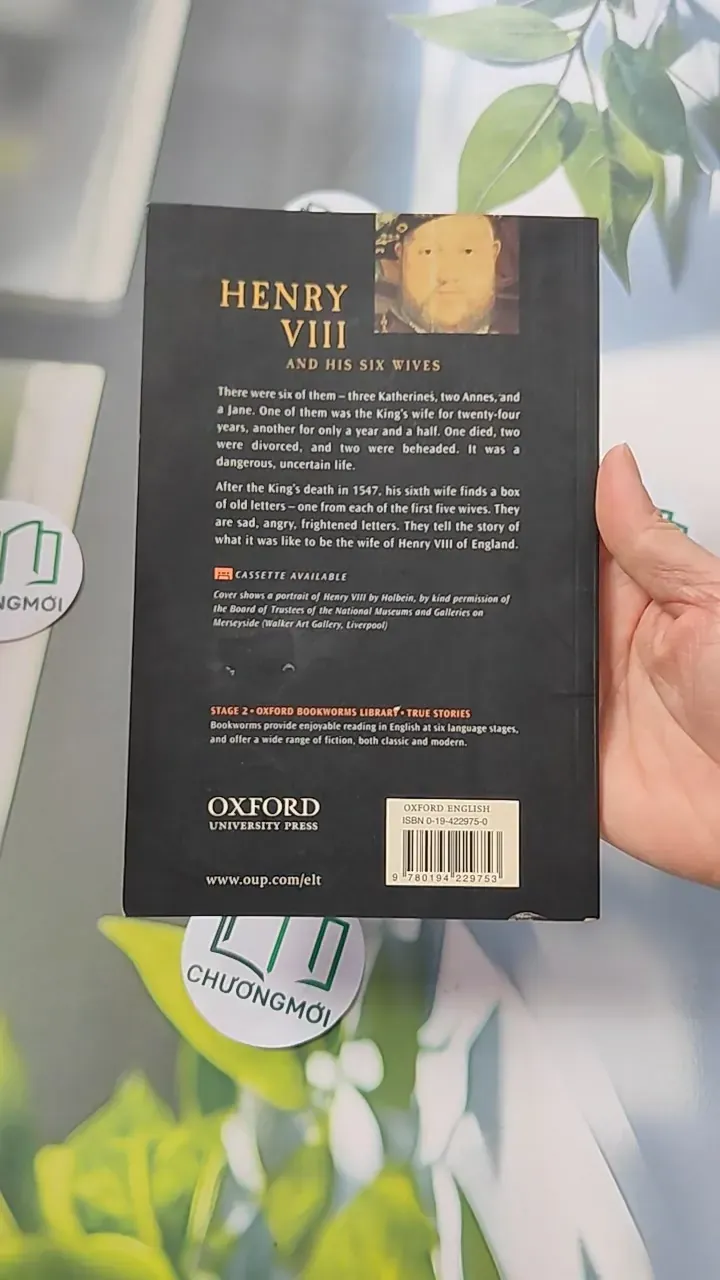 HENRY
VIII
AND HIS SIX WIVES
There were six of them – three Katherines, two Annes, and
a Jane. One of them was the King's wife for twenty-four
years, another for only a year and a half. One died, two
were divorced, and two were beheaded. It was a
dangerous, uncertain life.
After the King's death in 1547, his sixth wife finds a box
of old letters – one from each of the first five wives. They
are sad, angry, frightened letters. They tell the story of
what it was like to be the wife of Henry VIII of England.
CASSETTE AVAILABLE
Cover shows a portrait of Henry VIII by Holbein, by kind permission of
the Board of Trustees of the National Museums and Galleries on
Merseyside (Walker Art Gallery, Liverpool)
STAGE 2 • OXFORD BOOKWORMS LIBRARY • TRUE STORIES
Bookworms provide enjoyable reading in English at six language stages,
and offer a wide range of fiction, both classic and modern.
OXFORD
UNIVERSITY PRESS
www.oup.com/elt
OXFORD ENGLISH
ISBN 0-19-422975-0
9 780194 229753
NGMỚI
CHƯƠNGMỚI